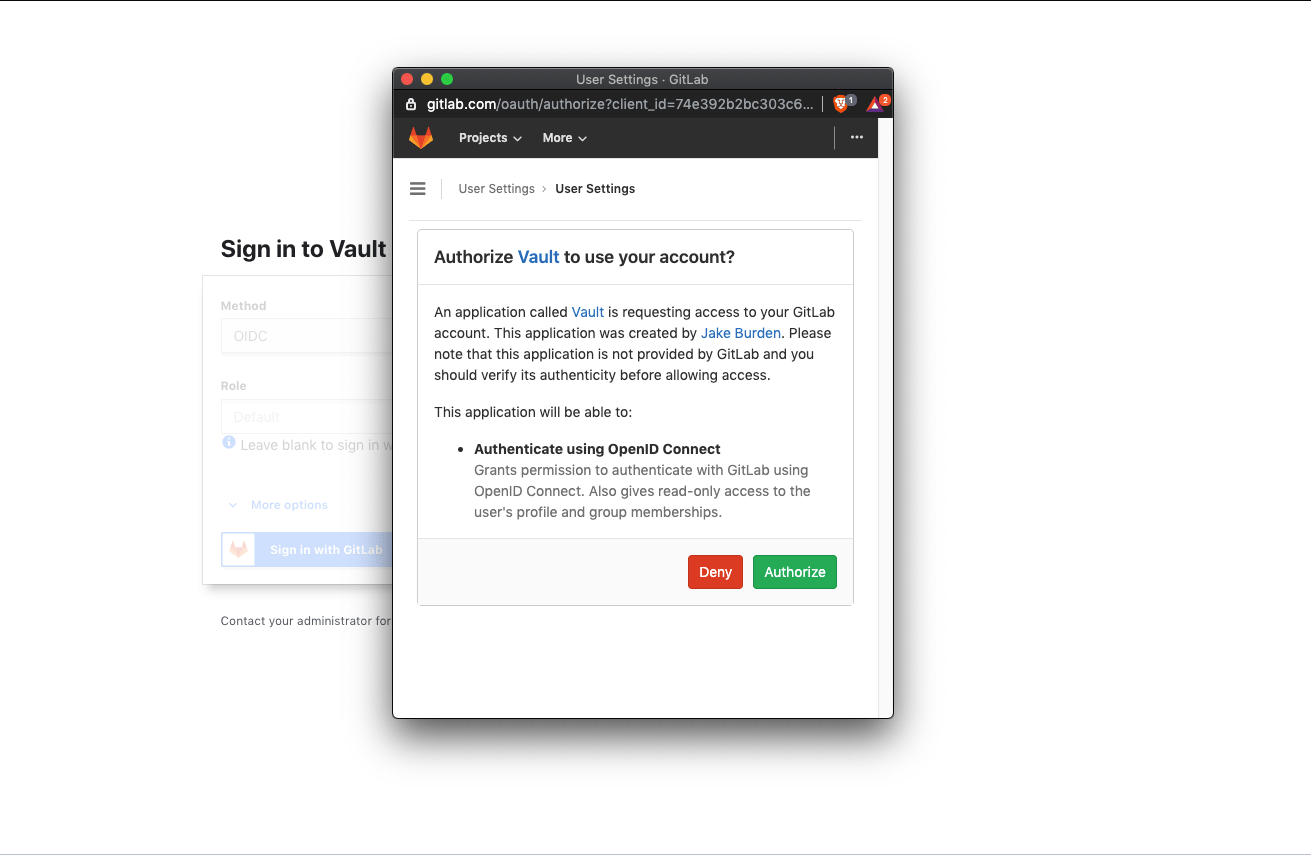 User Settings · GitLab
gitlab.com/oauth/authorize?client_id=74e392b2bc303c6...
1
2
Projects
More
User Settings › User Settings
Authorize Vault to use your account?
An application called Vault is requesting access to your GitLab
account. This application was created by Jake Burden. Please
note that this application is not provided by GitLab and you
should verify its authenticity before allowing access.
This application will be able to:
• Authenticate using OpenID Connect
Grants permission to authenticate with GitLab using
OpenID Connect. Also gives read-only access to the
user's profile and group memberships.
Deny
Authorize
Sign in to Vault
Method
OIDC
Role
Default
Leave blank to sign in
More options
Sign in with GitLab
Contact your administrator for